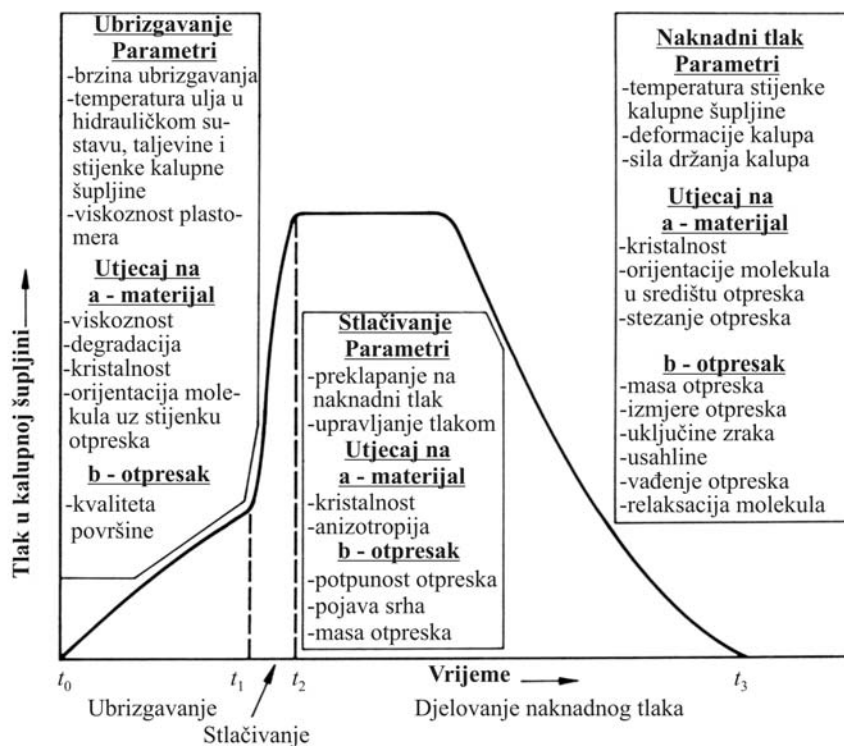 Ubrizgavanje
Parametri
-brzina ubrizgavanja
-temperatura ulja u
hidrauličkom su-
stavu, taljevine i
stijenke kalupne
šupljine
-viskoznost plasto-
mera
Utjecaj na
a - materijal
-viskoznost
-degradacija
-kristalnost
-orijentacija mole-
kula uz stijenku
otpreska
b - otpresak
-kvaliteta
površine
Stlačivanje
Parametri
-preklapanje na
naknadni tlak
-upravljanje tlakom
Utjecaj na
a - materijal
-kristalnost
-anizotropija
b - otpresak
-potpunost otpreska
-pojava srha
-masa otpreska
Naknadni tlak
Parametri
-temperatura stijenke
kalupne šupljine
-deformacije kalupa
-sila držanja kalupa
Utjecaj na
a - materijal
-kristalnost
-orijentacije molekula
u središtu otpreska
-stezanje otpreska
b - otpresak
-masa otpreska
-izmjere otpreska
-uključine zraka
-usahline
-vađenje otpreska
-relaksacija molekula
Tlak u kalupnoj šupljini
t0 t1 t2 Vrijeme t3
Ubrizgavanje Djelovanje naknadnog tlaka
Stlačivanje